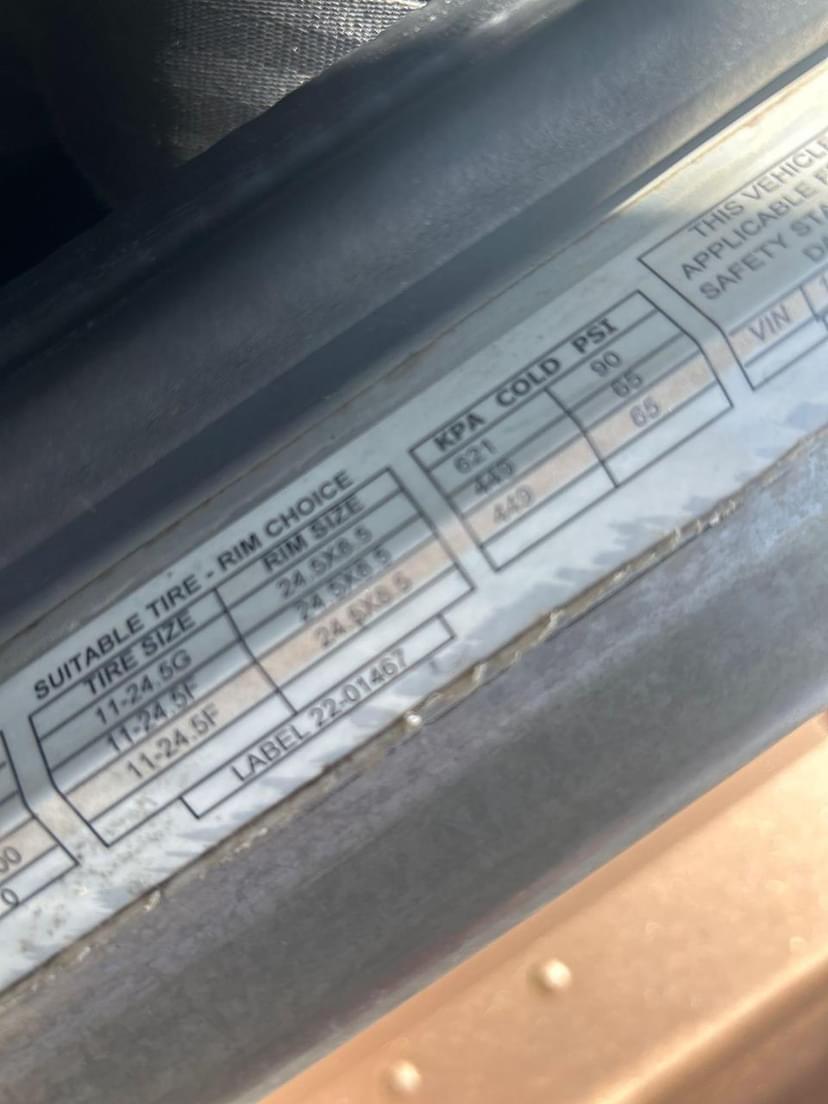 SUITABLE TIRE - RIM CHOICE
TIRE SIZE RIM SIZE
11-24.5G 24.5X8.5
11-24.5F 24.5X8.5
11-24.5F 24.5X8.5
LABEL 22-01467
KPA COLD PSI
621 90
449 65
449 65
THIS VEHICLE
APPLICABLE
SAFETY
VIN
00
0